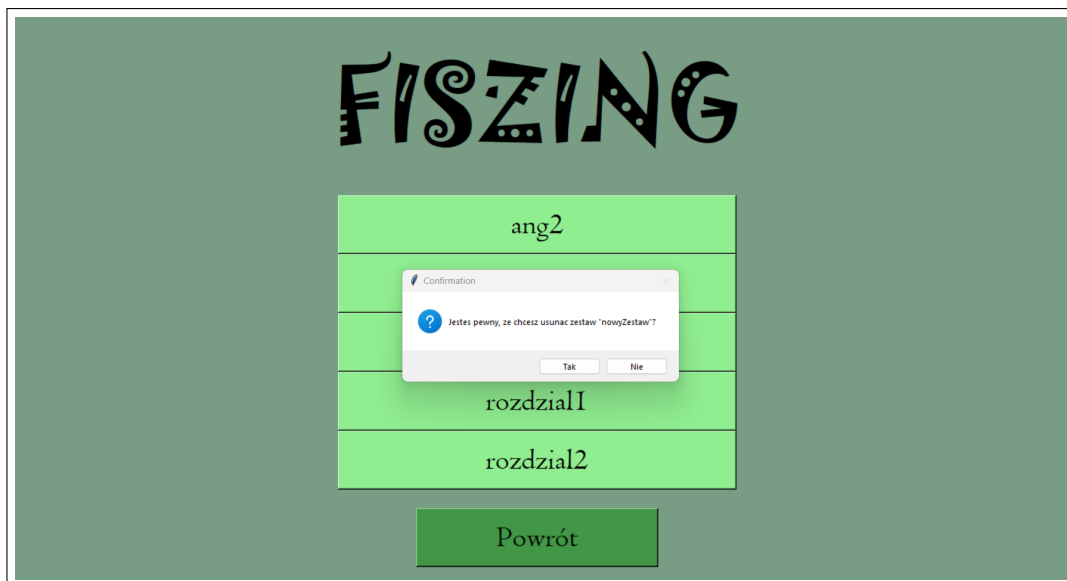 FISZING
ang2
Confirmation
Jestes pewny, ze chcesz usunac zestaw "nowyZestaw"?
Tak Nie
rozdzial1
rozdzial2
Powrót